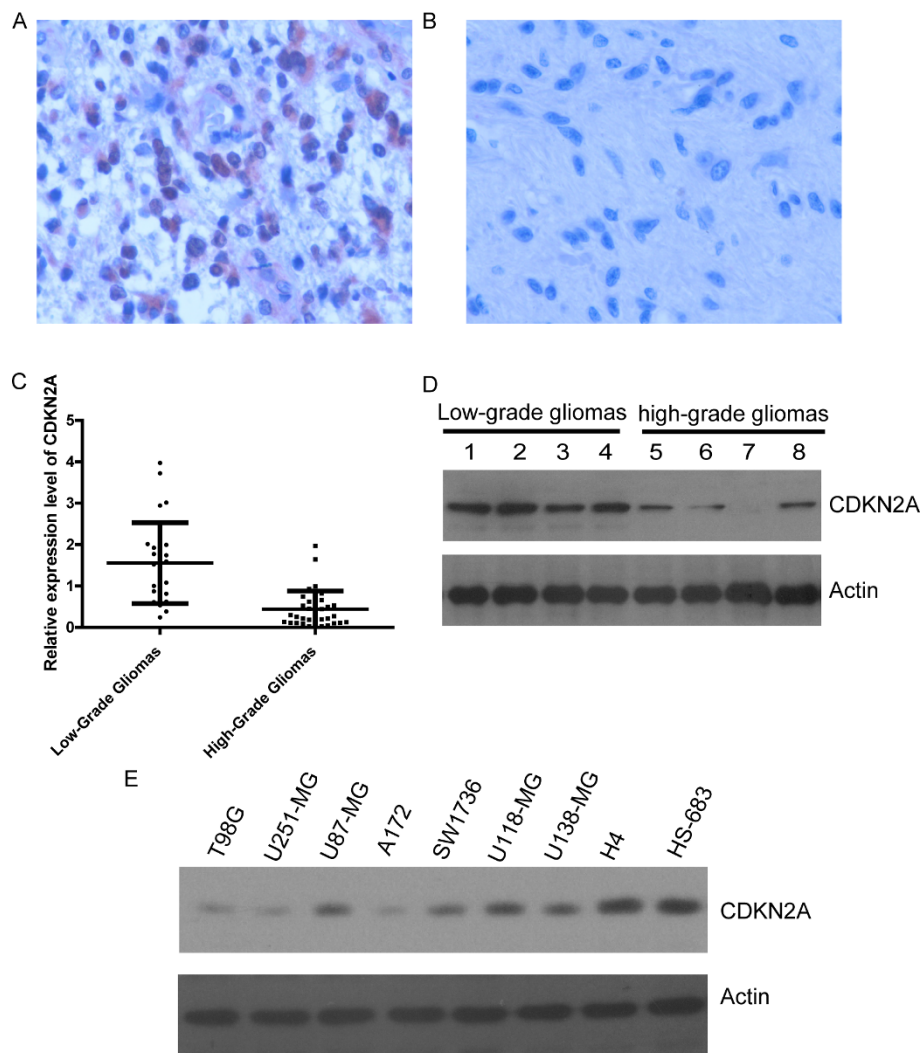 A
B
C
Relative expression level of CDKN2A
5
4
3
2
1
0
Low-Grade Gliomas
High-Grade Gliomas
D
Low-grade gliomas high-grade gliomas
1 2 3 4 5 6 7 8
CDKN2A
Actin
E
T98G U251-MG U87-MG A172 SW1736 U118-MG U138-MG H4 HS-683
CDKN2A
Actin